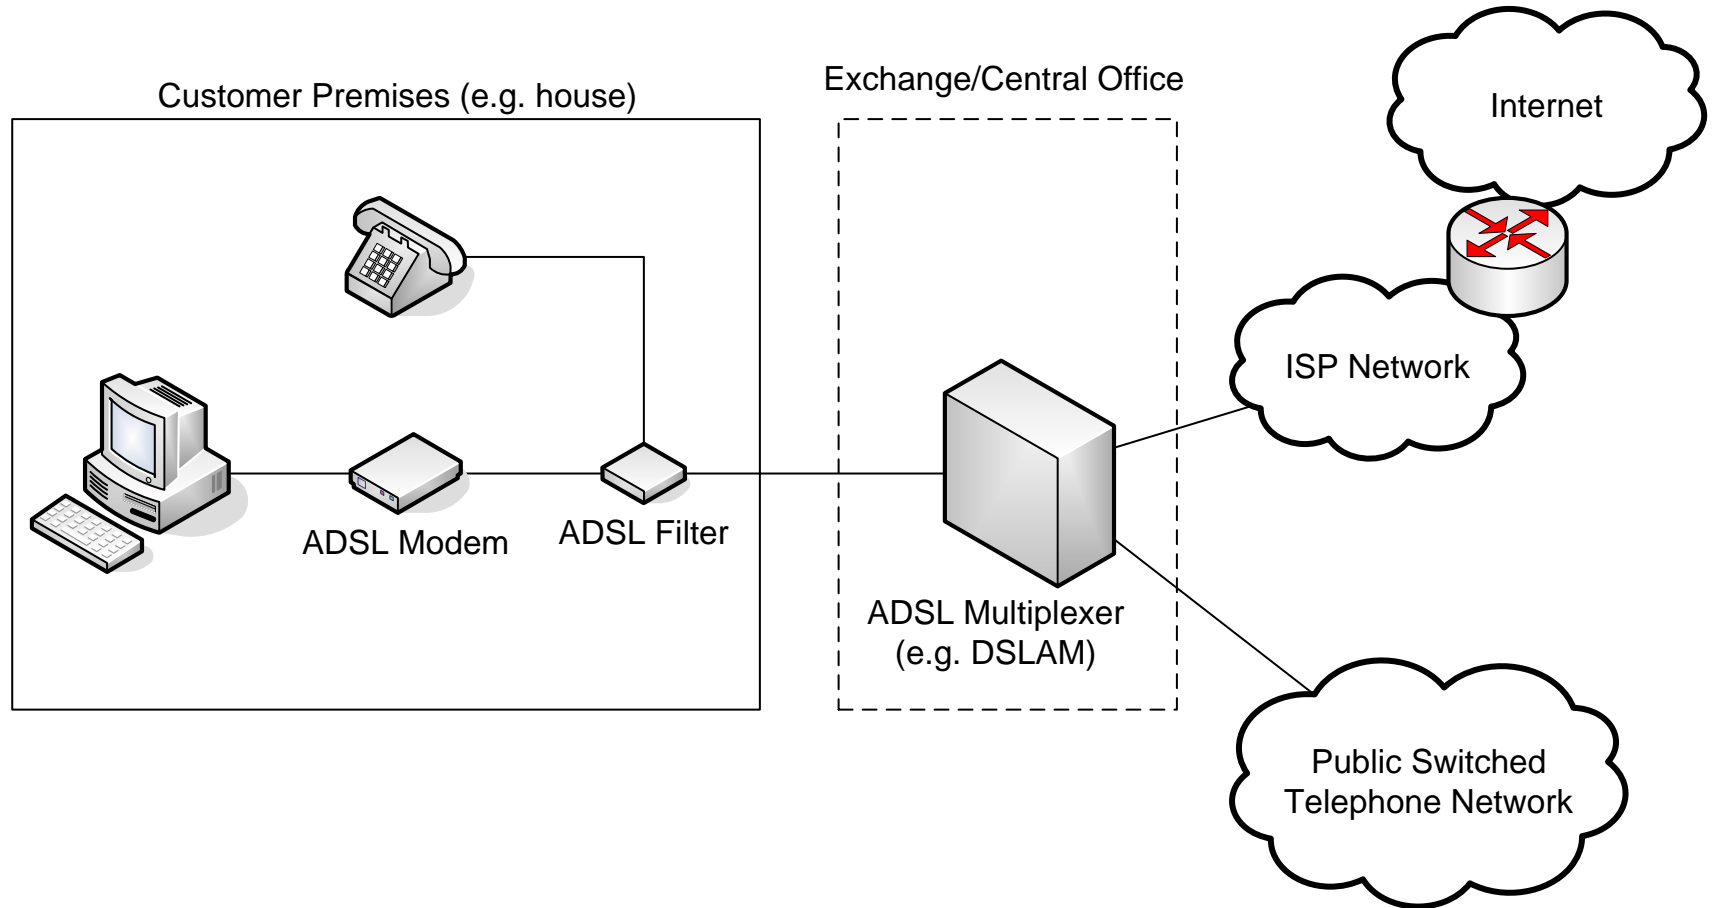 Customer Premises (e.g. house)
Exchange/Central Office
Internet
ISP Network
ADSL Modem
ADSL Filter
ADSL Multiplexer
(e.g. DSLAM)
Public Switched
Telephone Network